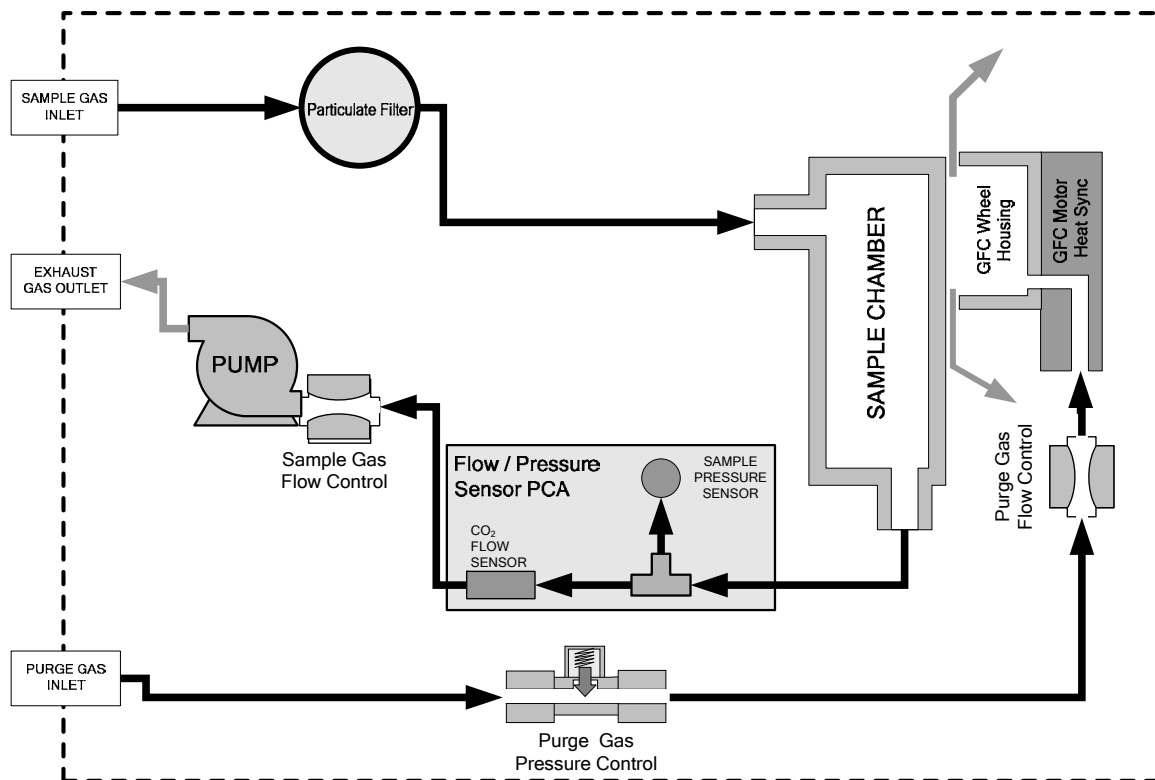 SAMPLE GAS
INLET
Particulate Filter
EXHAUST
GAS OUTLET
PUMP
Sample Gas
Flow Control
Flow / Pressure
Sensor PCA
SAMPLE
PRESSURE
SENSOR
CO₂
FLOW
SENSOR
SAMPLE CHAMBER
GFC Wheel
Housing
GFC Motor
Heat Sync
Purge Gas
Flow Control
PURGE GAS
INLET
Purge Gas
Pressure Control